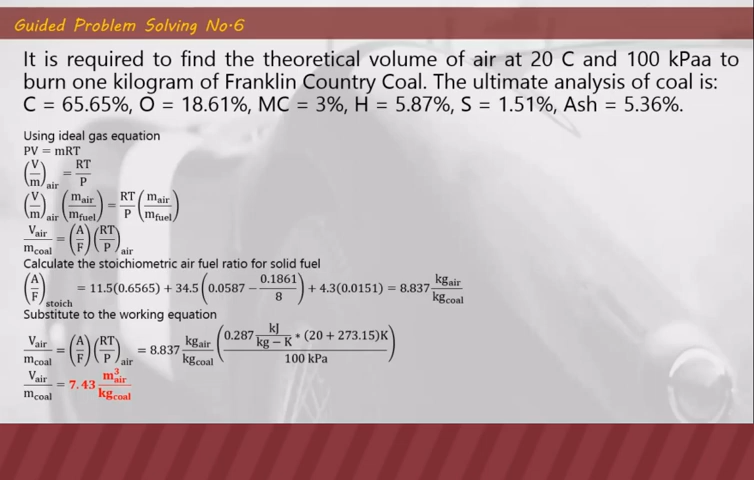 Guided Problem Solving No.6
It is required to find the theoretical volume of air at 20 C and 100 kPaa to
burn one kilogram of Franklin Country Coal. The ultimate analysis of coal is:
C = 65.65%, O = 18.61%, MC = 3%, H = 5.87%, S = 1.51%, Ash = 5.36%.
Using ideal gas equation
PV = mRT
(V/m)air = RT/P
(V/m)air (mair/mfuel) = RT/P (mair/mfuel)
Vair/mcoal = (A/F)(RT/P)air
Calculate the stoichiometric air fuel ratio for solid fuel
(A/F)stoich = 11.5(0.6565) + 34.5(0.0587 − 0.1861/8) + 4.3(0.0151) = 8.837 kgair/kgcoal
Substitute to the working equation
Vair/mcoal = (A/F)(RT/P)air = 8.837 kgair/kgcoal (0.287 kJ/kg − K * (20 + 273.15)K / 100 kPa)
Vair/mcoal = 7.43 m³air/kgcoal